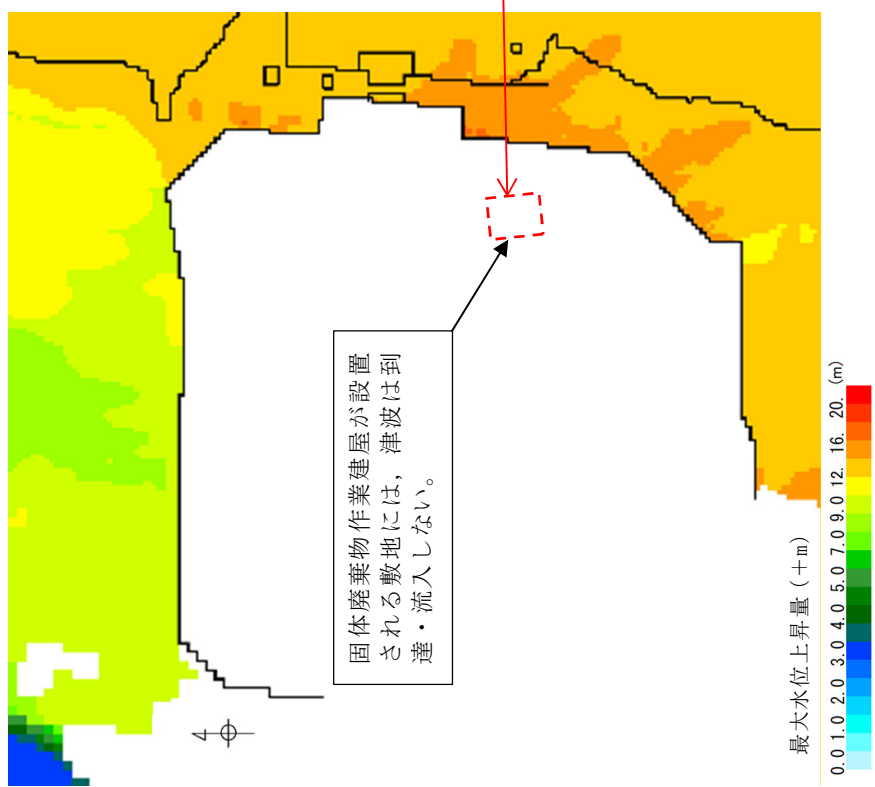 固体廃棄物作業建屋が設置
される敷地には，津波は到
達・流入しない。
最大水位上昇量（＋m）
0.0 1.0 2.0 3.0 4.0 5.0 7.0 9.0 12. 16. 20. (m)